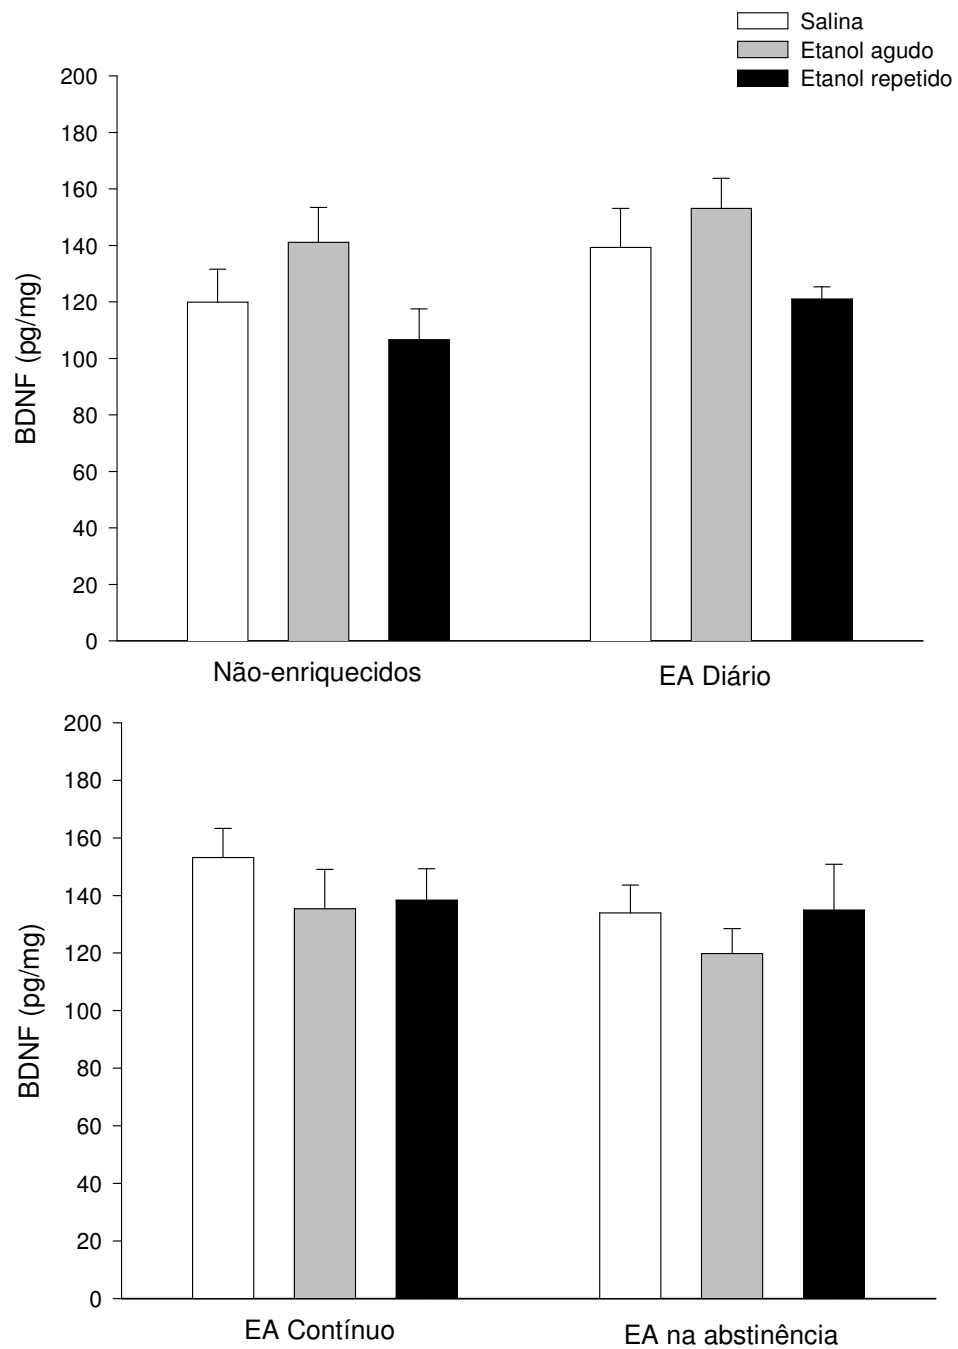 Salina
Etanol agudo
Etanol repetido
200
180
160
140
120
100
80
60
40
20
0
BDNF (pg/mg)
Não-enriquecidos
EA Diário
200
180
160
140
120
100
80
60
40
20
0
BDNF (pg/mg)
EA Contínuo
EA na abstinência